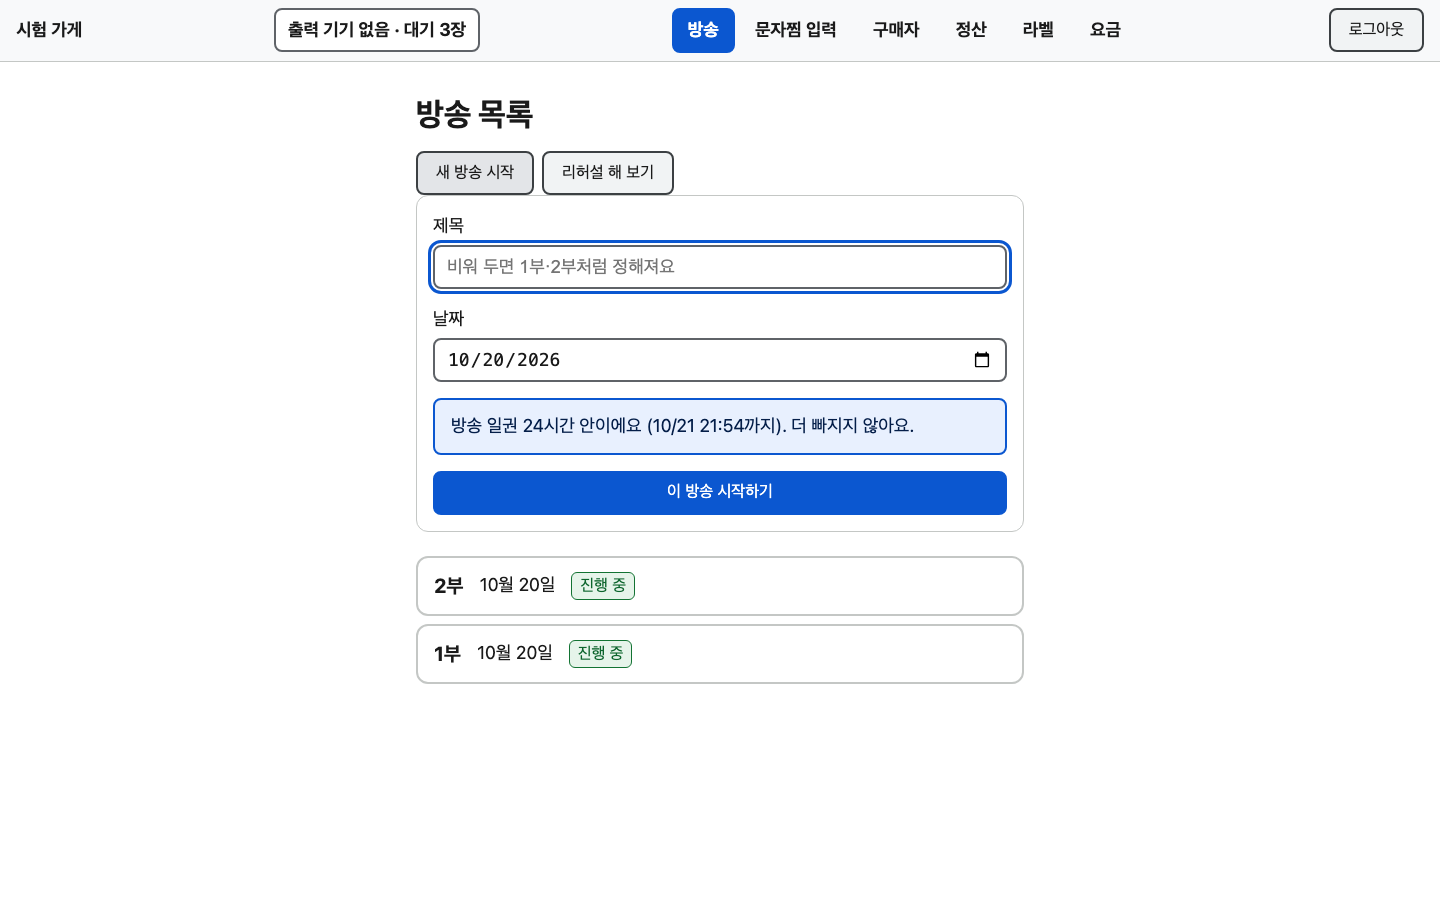 시험 가게
출력 기기 없음 · 대기 3장
방송
문자찜 입력
구매자
정산
라벨
요금
로그아웃
방송 목록
새 방송 시작
리허설 해 보기
제목
비워 두면 1부·2부처럼 정해져요
날짜
10/20/2026
방송 일권 24시간 안이에요 (10/21 21:54까지). 더 빠지지 않아요.
이 방송 시작하기
2부 10월 20일 진행 중
1부 10월 20일 진행 중